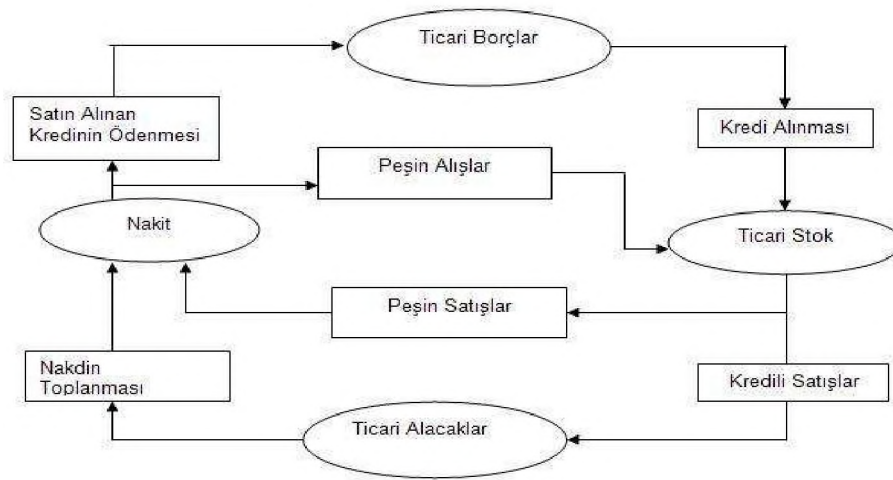 Ticari Borçlar
Satın Alınan
Kredinin Ödenmesi
Kredi Alınması
Peşin Alışlar
Nakit
Ticari Stok
Peşin Satışlar
Nakdin
Toplanması
Kredili Satışlar
Ticari Alacaklar